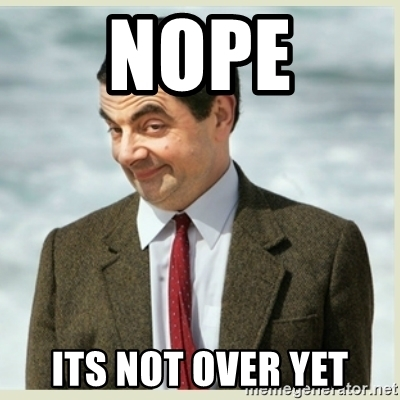 NOPE
ITS NOT OVER YET
memegenerator.net